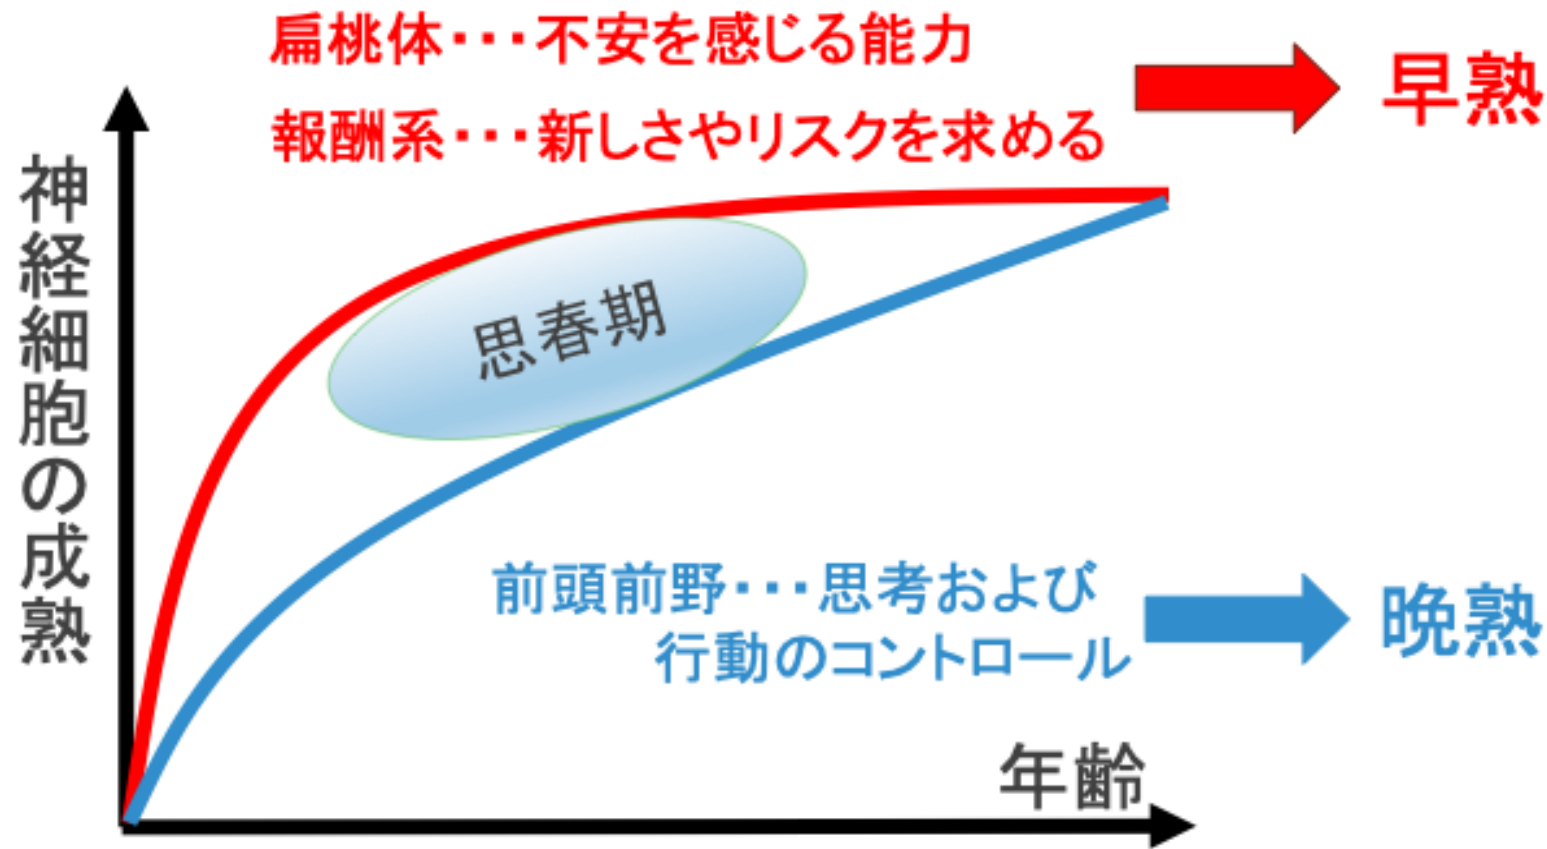 扁桃体・・・不安を感じる能力
早熟
報酬系・・・新しさやリスクを求める
神経細胞の成熟
思春期
前頭前野・・・思考および
行動のコントロール
晩熟
年齢